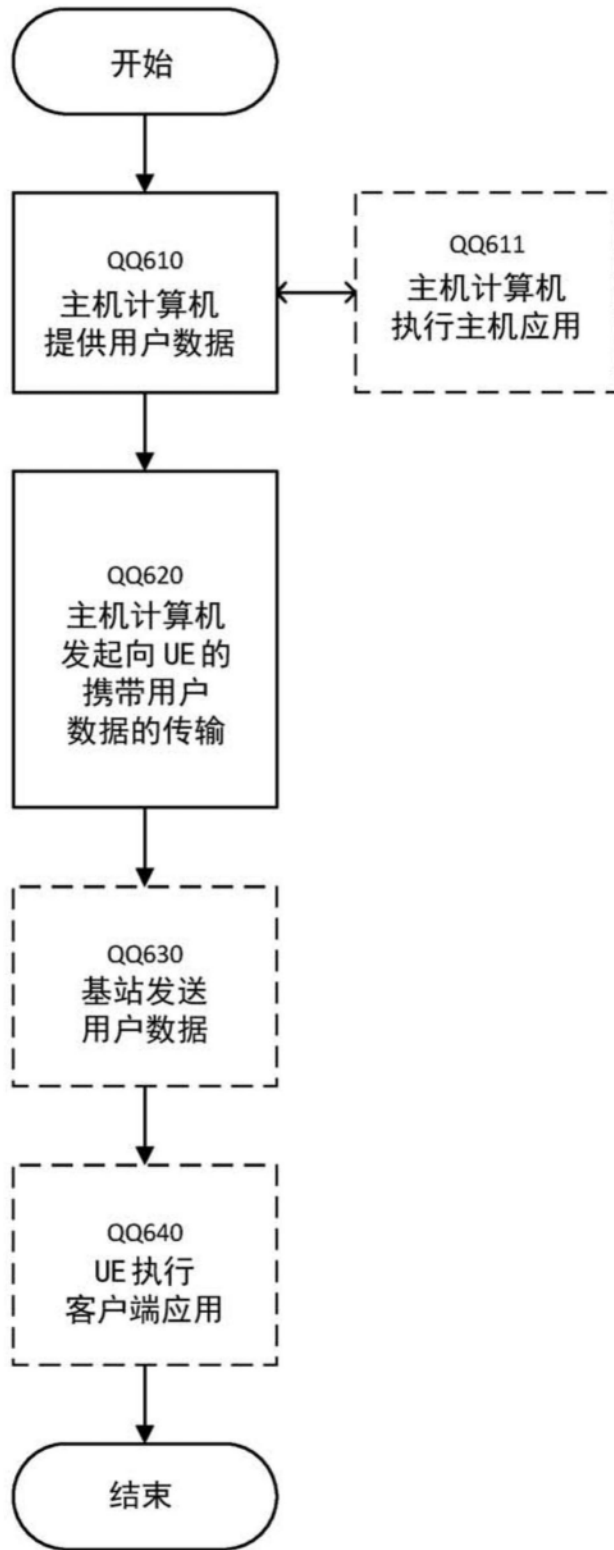 开始
QQ610
主机计算机
提供用户数据
QQ611
主机计算机
执行主机应用
QQ620
主机计算机
发起向 UE 的
携带用户
数据的传输
QQ630
基站发送
用户数据
QQ640
UE 执行
客户端应用
结束